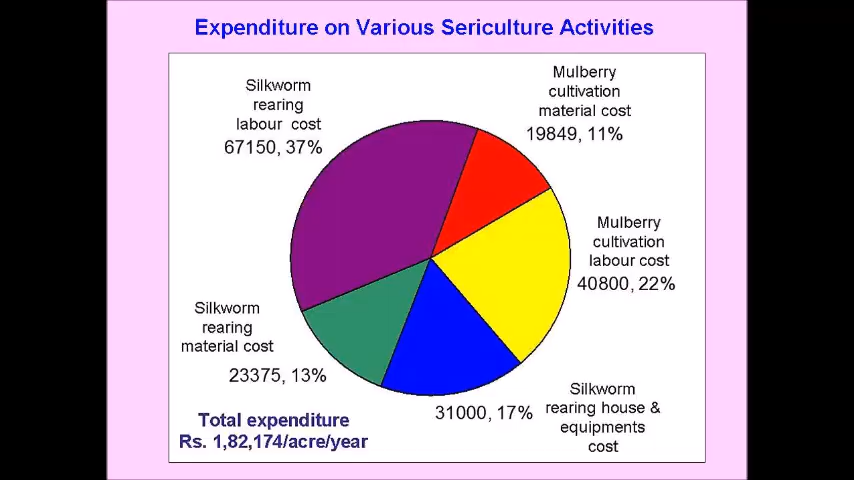 Expenditure on Various Sericulture Activities
Silkworm
rearing
labour cost
67150, 37%
Mulberry
cultivation
material cost
19849, 11%
Mulberry
cultivation
labour cost
40800, 22%
Silkworm
rearing
material cost
23375, 13%
31000, 17%
Silkworm
rearing house &
equipments
cost
Total expenditure
Rs. 1,82,174/acre/year